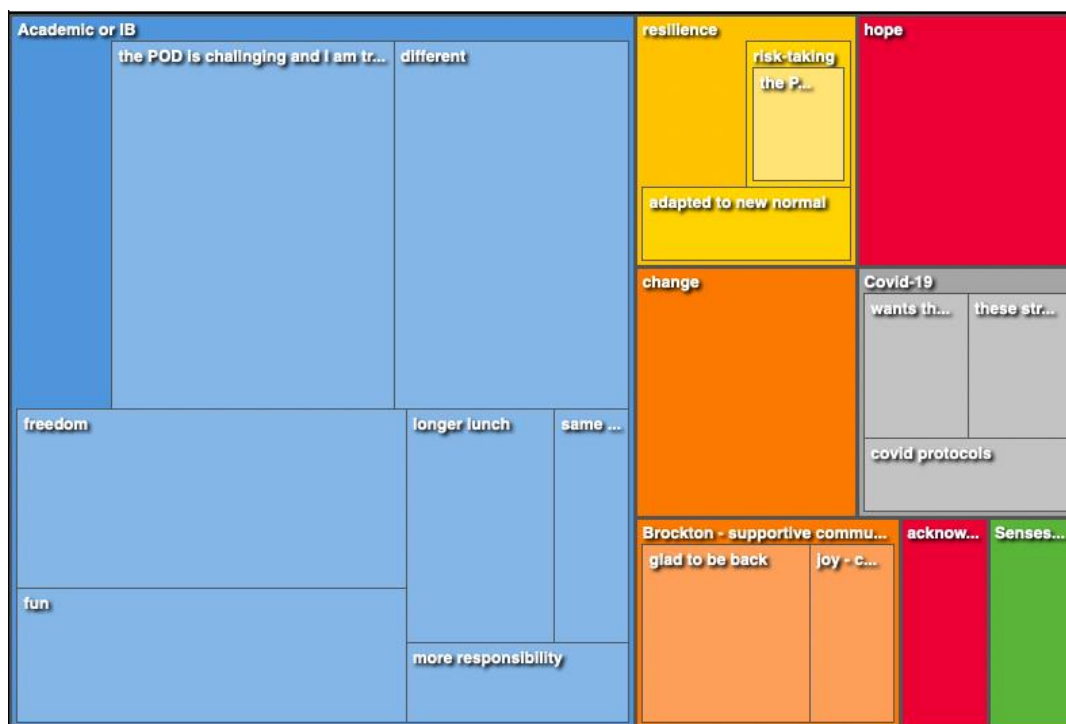 Academic or IB
the POD is chalinging and I am tr...
different
freedom
longer lunch
same ...
fun
more responsibility
resilience
risk-taking
the P...
adapted to new normal
hope
change
Covid-19
wants th...
these str...
covid protocols
Brockton - supportive commu...
glad to be back
joy - c...
acknow...
Senses...